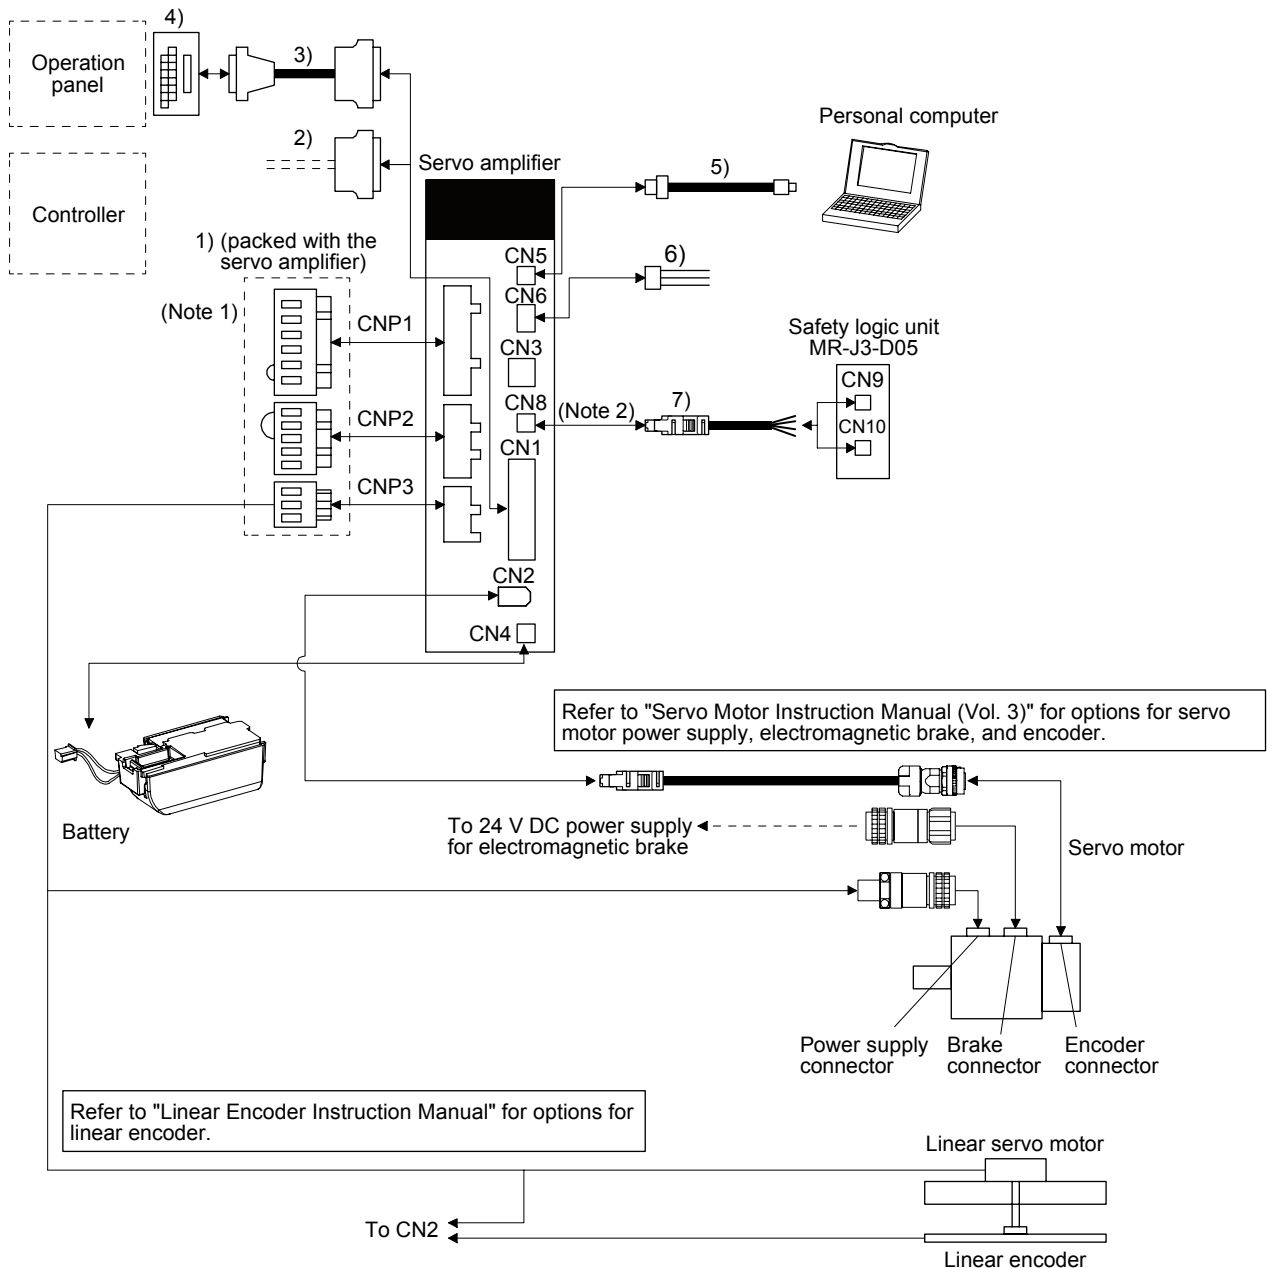 4)
Operation
panel
3)
2)
Controller
Servo amplifier
Personal computer
5)
1) (packed with the
servo amplifier)
(Note 1)
CN5
6)
CN6
CNP1
CN3
Safety logic unit
MR-J3-D05
CN9
CN8
(Note 2)
7)
CN10
CNP2
CN1
CNP3
CN2
CN4
Refer to "Servo Motor Instruction Manual (Vol. 3)" for options for servo
motor power supply, electromagnetic brake, and encoder.
Battery
To 24 V DC power supply
for electromagnetic brake
Servo motor
Power supply
connector
Brake
connector
Encoder
connector
Refer to "Linear Encoder Instruction Manual" for options for
linear encoder.
Linear servo motor
To CN2
Linear encoder